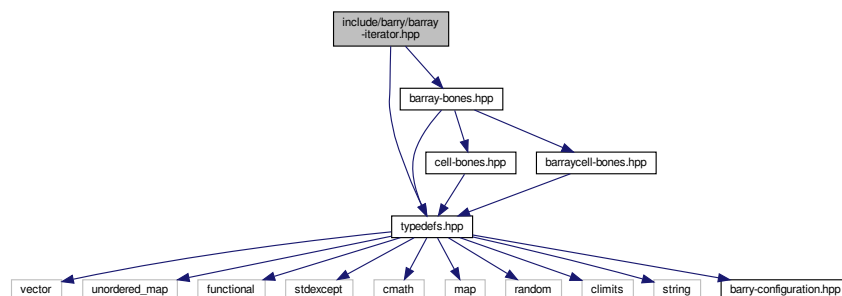 include/barry/barray
-iterator.hpp
barray-bones.hpp
cell-bones.hpp
barraycell-bones.hpp
typedefs.hpp
vector
unordered_map
functional
stdexcept
cmath
map
random
climits
string
barry-configuration.hpp